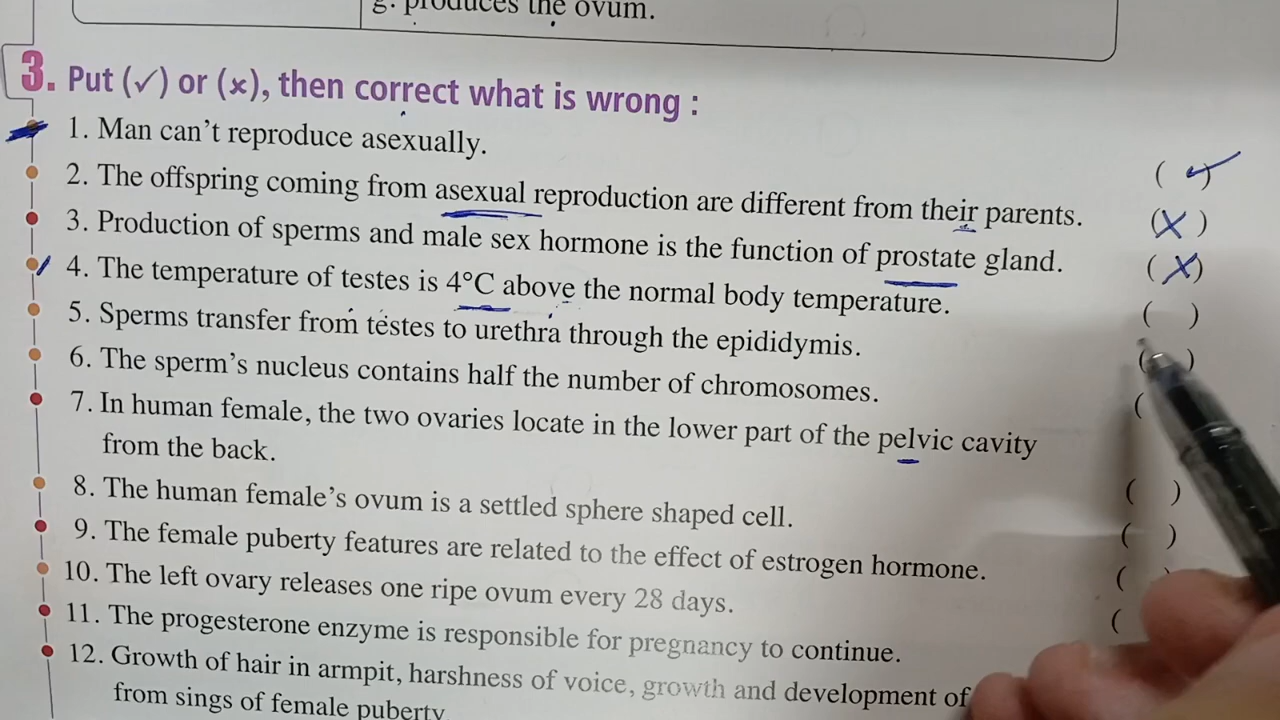 g. produces the ovum.
3. Put (✓) or (×), then correct what is wrong :
1. Man can't reproduce asexually. ( ✓ )
2. The offspring coming from asexual reproduction are different from their parents. (X )
3. Production of sperms and male sex hormone is the function of prostate gland. ( X)
4. The temperature of testes is 4°C above the normal body temperature. ( )
5. Sperms transfer from testes to urethra through the epididymis. ( )
6. The sperm's nucleus contains half the number of chromosomes. (
7. In human female, the two ovaries locate in the lower part of the pelvic cavity
from the back. ( )
8. The human female's ovum is a settled sphere shaped cell. ( )
9. The female puberty features are related to the effect of estrogen hormone. ( )
10. The left ovary releases one ripe ovum every 28 days. (
11. The progesterone enzyme is responsible for pregnancy to continue.
12. Growth of hair in armpit, harshness of voice, growth and development of
from sings of female puberty.